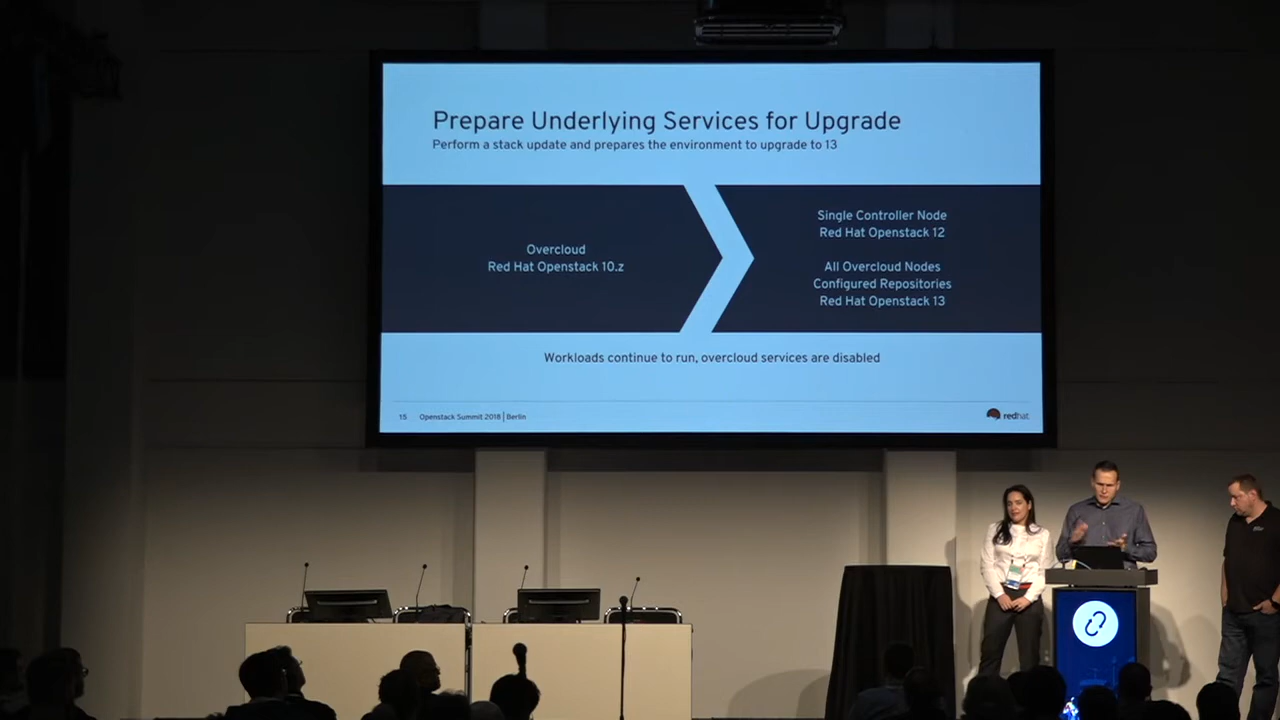 Prepare Underlying Services for Upgrade
Perform a stack update and prepares the environment to upgrade to 13
Overcloud
Red Hat Openstack 10.z
Single Controller Node
Red Hat Openstack 12
All Overcloud Nodes
Configured Repositories
Red Hat Openstack 13
Workloads continue to run, overcloud services are disabled
15 Openstack Summit 2018 | Berlin
redhat